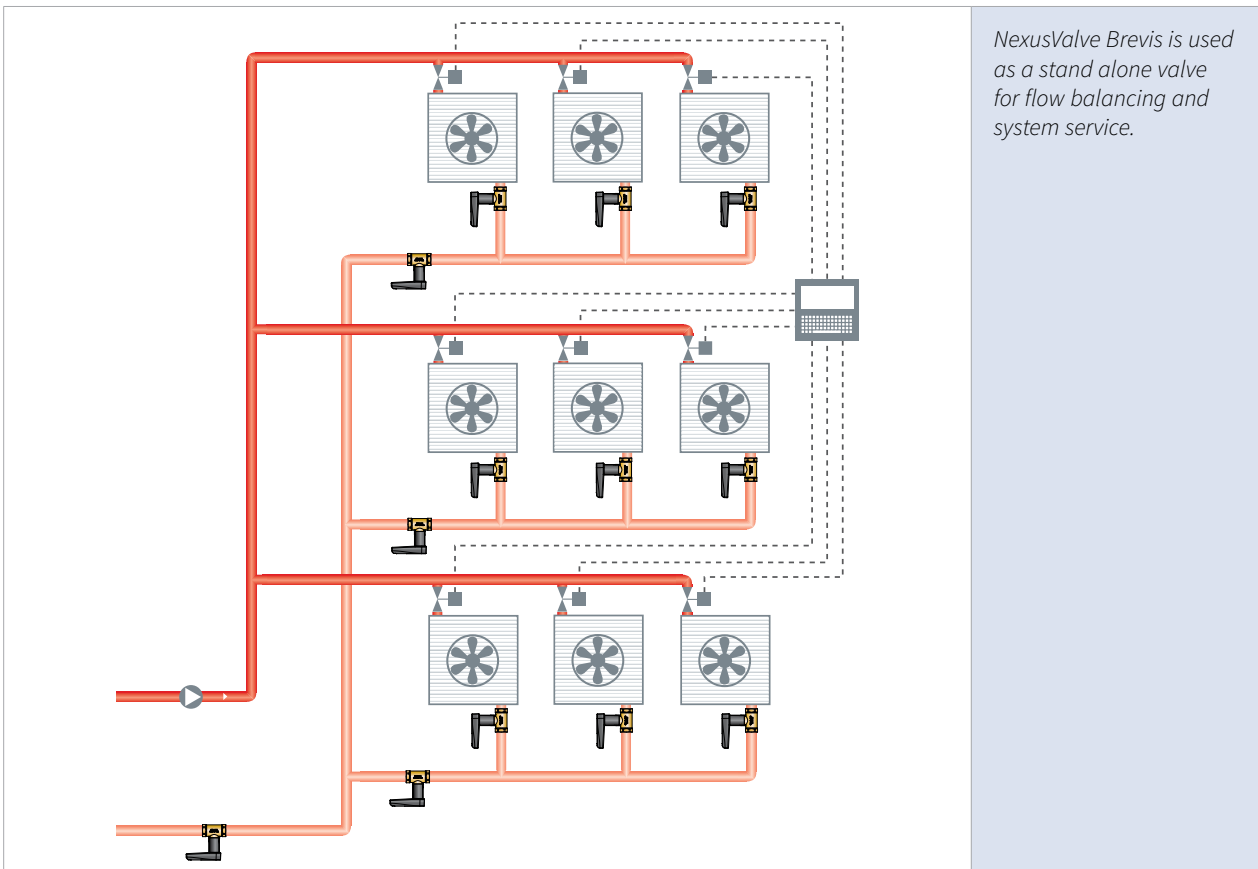 NexusValve Brevis is used
as a stand alone valve
for flow balancing and
system service.